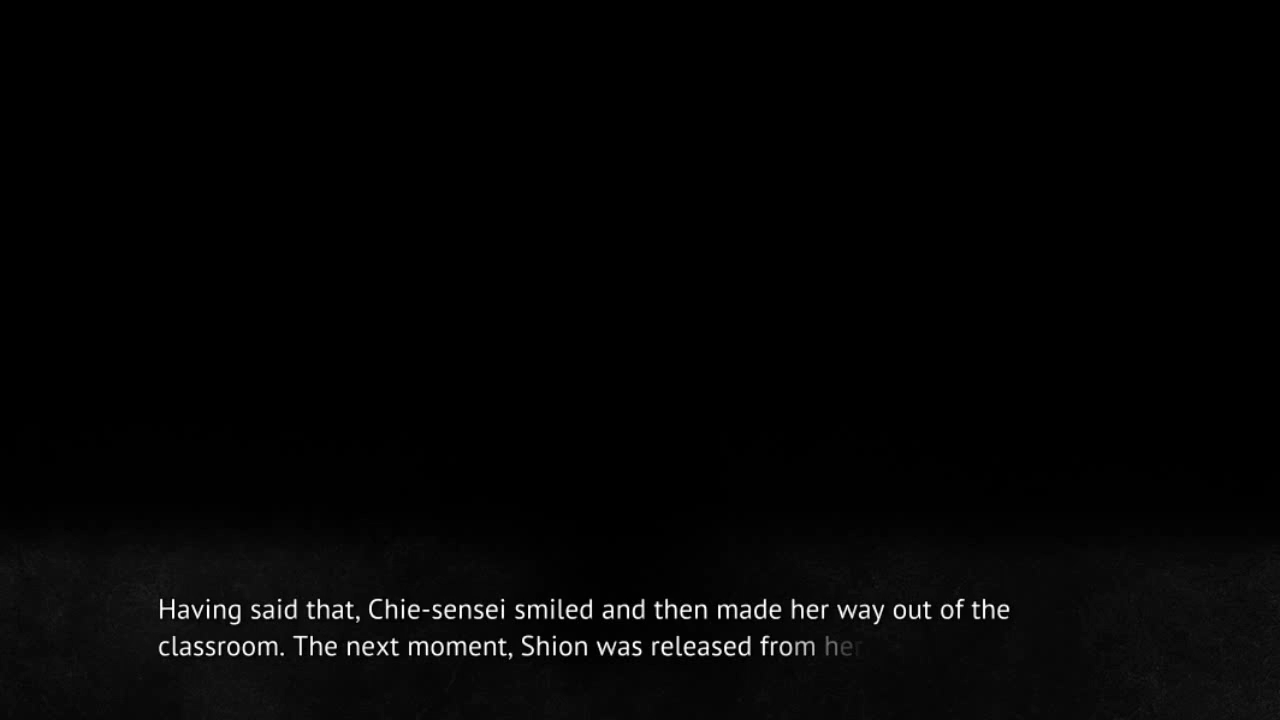 Having said that, Chie-sensei smiled and then made her way out of the
classroom. The next moment, Shion was released from her